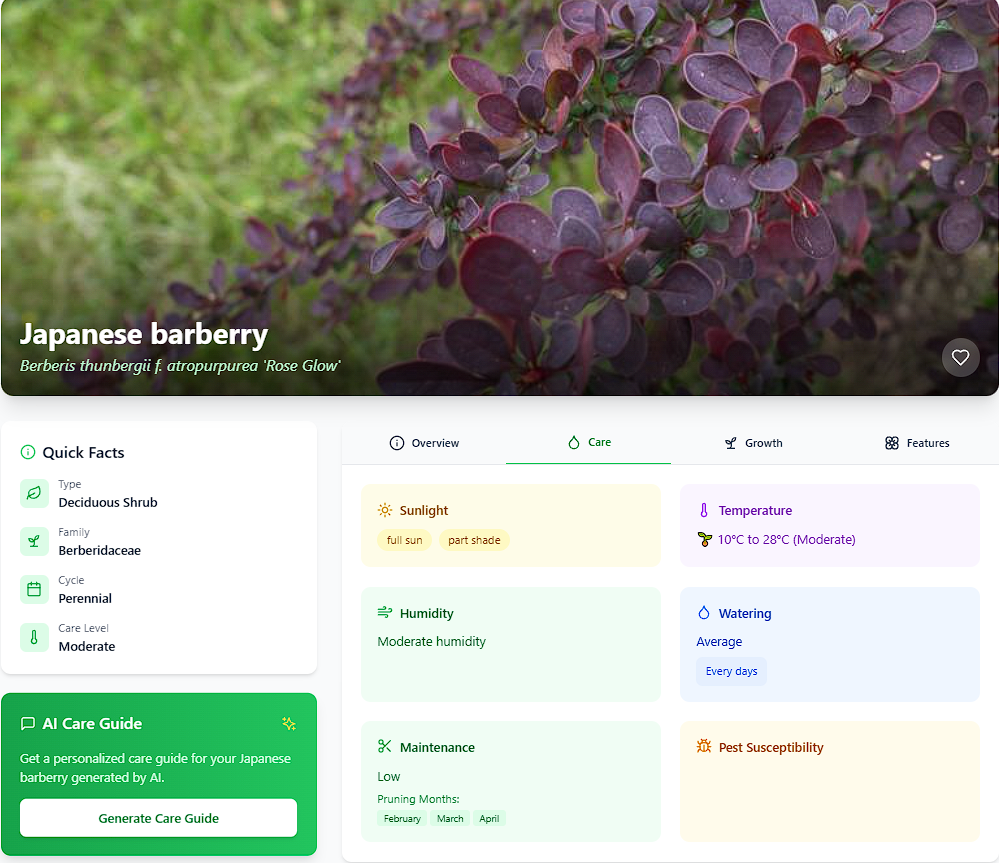 Japanese barberry
Berberis thunbergii f. atropurpurea 'Rose Glow'
Quick Facts
Type
Deciduous Shrub
Family
Berberidaceae
Cycle
Perennial
Care Level
Moderate
AI Care Guide
Get a personalized care guide for your Japanese
barberry generated by AI.
Generate Care Guide
Overview
Care
Growth
Features
Sunlight
full sun
part shade
Temperature
10°C to 28°C (Moderate)
Humidity
Moderate humidity
Watering
Average
Every days
Maintenance
Low
Pruning Months:
February
March
April
Pest Susceptibility